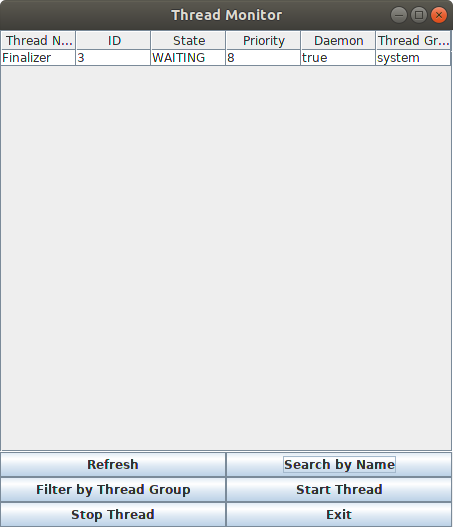 Thread Monitor
Thread N... ID State Priority Daemon Thread Gr...
Finalizer 3 WAITING 8 true system
Refresh Search by Name
Filter by Thread Group Start Thread
Stop Thread Exit